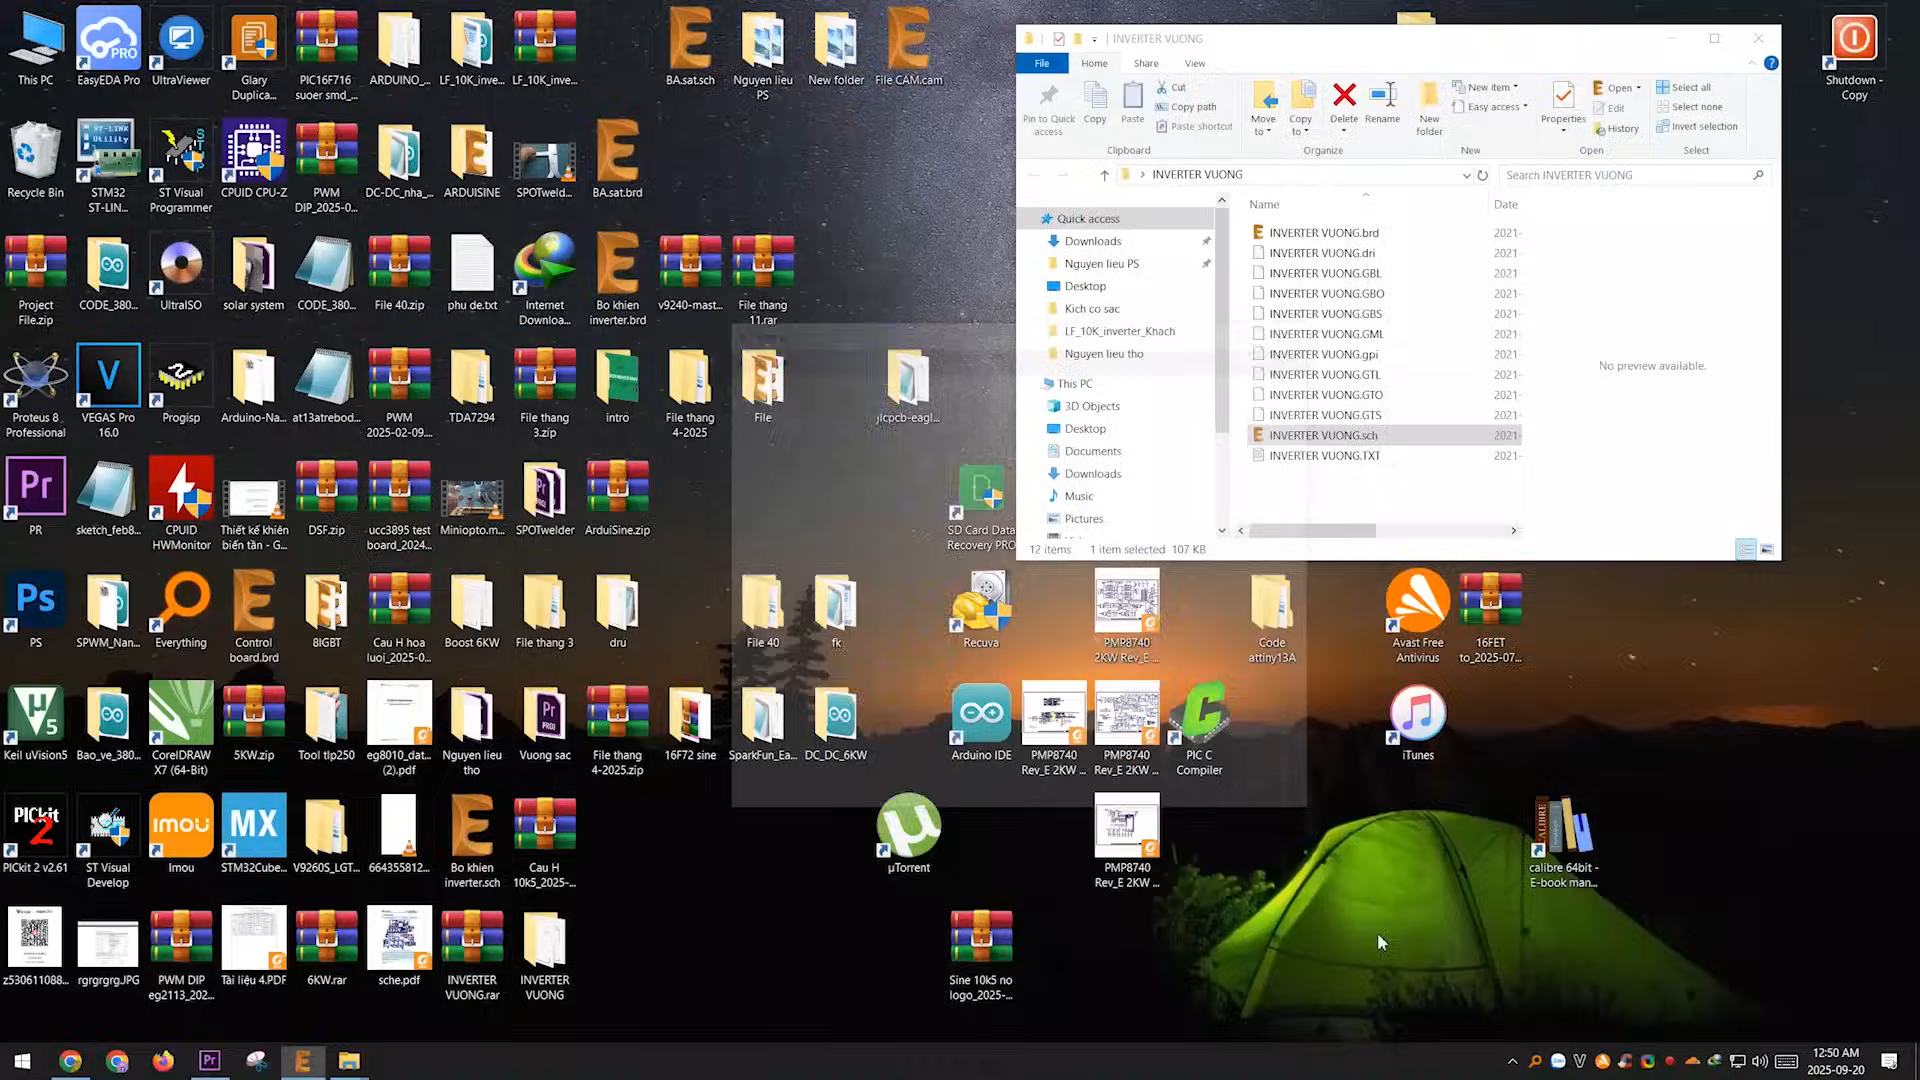 This PC
EasyEDA Pro
UltraViewer
Glary
Duplica...
PIC16F716
suoer smd_...
ARDUINO_...
LF_10K_inve...
LF_10K_inve...
BA.sat.sch
Nguyen lieu
PS
New folder
File CAM.cam
Shutdown -
Copy
Recycle Bin
STM32
ST-LIN...
ST Visual
Programmer
CPUID CPU-Z
PWM
DIP_2025-0...
DC-DC_nha_...
ARDUISINE
SPOTweld...
BA.sat.brd
Project
File.zip
CODE_380...
UltraISO
solar system
CODE_380...
File 40.zip
phu de.txt
Internet
Downloa...
Bo khien
inverter.brd
v9240-mast...
File thang
11.rar
Proteus 8
Professional
VEGAS Pro
16.0
Progisp
Arduino-Na...
at13atrebod...
PWM
2025-02-09...
TDA7294
File thang
3.zip
intro
File thang
4-2025
File
jlcpcb-eagl...
PR
sketch_feb8...
CPUID
HWMonitor
Thiết kế khiên
biến tần - G...
DSF.zip
ucc3895 test
board_2024...
Miniopto.m...
SPOTwelder
ArduiSine.zip
SD Card Data
Recovery PRO
PS
SPWM_Nan...
Everything
Control
board.brd
8IGBT
Cau H hoa
luoi_2025-0...
Boost 6KW
File thang 3
dru
File 40
fk
Recuva
PMP8740
2KW Rev_E ...
Code
attiny13A
Avast Free
Antivirus
16FET
to_2025-07...
Keil uVision5
Bao_ve_380...
CorelDRAW
X7 (64-Bit)
5KW.zip
Tool tlp250
eg8010_dat...
(2).pdf
Nguyen lieu
tho
Vuong sac
File thang
4-2025.zip
16F72 sine
SparkFun_Ea...
DC_DC_6KW
Arduino IDE
PMP8740
Rev_E 2KW ...
PMP8740
Rev_E 2KW ...
PIC C
Compiler
iTunes
PICkit 2 v2.61
ST Visual
Develop
Imou
STM32Cube...
V9260S_LGT...
664355812...
Bo khien
inverter.sch
Cau H
10k5_2025-...
µTorrent
PMP8740
Rev_E 2KW ...
calibre 64bit -
E-book man...
z530611088...
rgrgrgrg.JPG
PWM DIP
eg2113_202...
Tài liệu 4.PDF
6KW.rar
sche.pdf
INVERTER
VUONG.rar
INVERTER
VUONG
Sine 10k5 no
logo_2025-...
INVERTER VUONG
File
Home
Share
View
Pin to Quick
access
Copy
Paste
Cut
Copy path
Paste shortcut
Clipboard
Move
to
Copy
to
Delete
Rename
Organize
New
folder
New item
Easy access
New
Properties
Open
Edit
History
Open
Select all
Select none
Invert selection
Select
INVERTER VUONG
Search INVERTER VUONG
Quick access
Downloads
Nguyen lieu PS
Desktop
Kich co sac
LF_10K_inverter_Khach
Nguyen lieu tho
This PC
3D Objects
Desktop
Documents
Downloads
Music
Pictures
Name
Date
INVERTER VUONG.brd 2021-
INVERTER VUONG.dri 2021-
INVERTER VUONG.GBL 2021-
INVERTER VUONG.GBO 2021-
INVERTER VUONG.GBS 2021-
INVERTER VUONG.GML 2021-
INVERTER VUONG.gpi 2021-
INVERTER VUONG.GTL 2021-
INVERTER VUONG.GTO 2021-
INVERTER VUONG.GTS 2021-
INVERTER VUONG.sch 2021-
INVERTER VUONG.TXT 2021-
No preview available.
12 items
1 item selected 107 KB
12:50 AM
2025-09-20